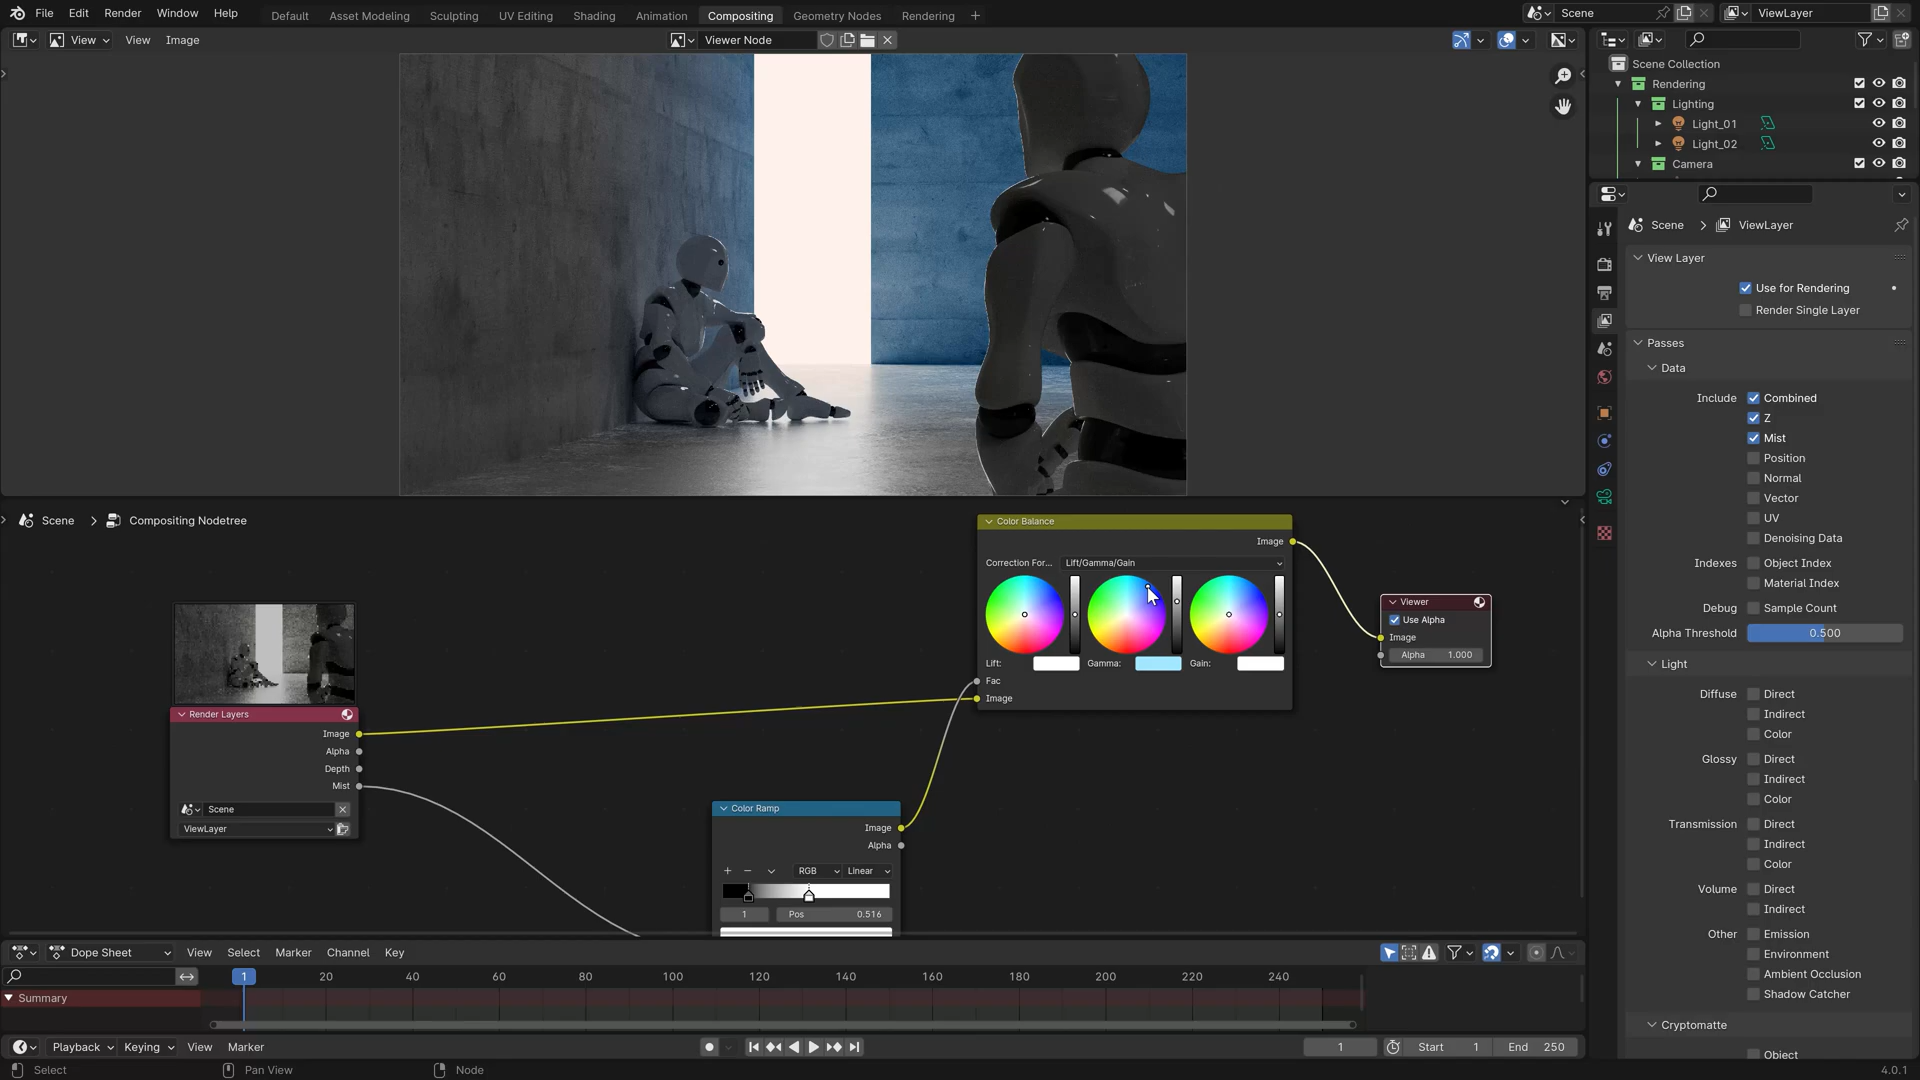 File Edit Render Window Help Default Asset Modeling Sculpting UV Editing Shading Animation Compositing Geometry Nodes Rendering + Scene ViewLayer
View View Image Viewer Node
Scene Collection
Rendering
Lighting
Light_01
Light_02
Camera
Scene ViewLayer
View Layer
Use for Rendering
Render Single Layer
Passes
Data
Include Combined
Z
Mist
Position
Normal
Vector
UV
Denoising Data
Indexes Object Index
Material Index
Debug Sample Count
Alpha Threshold 0.500
Light
Diffuse Direct
Indirect
Color
Glossy Direct
Indirect
Color
Transmission Direct
Indirect
Color
Volume Direct
Indirect
Other Emission
Environment
Ambient Occlusion
Shadow Catcher
Cryptomatte
Object
Scene Compositing Nodetree
Color Balance
Image
Correction For... Lift/Gamma/Gain
Lift: Gamma: Gain:
Fac
Image
Viewer
Use Alpha
Image
Alpha 1.000
Render Layers
Image
Alpha
Depth
Mist
Scene
ViewLayer
Color Ramp
Image
Alpha
+ − RGB Linear
1 Pos 0.516
Dope Sheet View Select Marker Channel Key
1 20 40 60 80 100 120 140 160 180 200 220 240
Summary
Playback Keying View Marker 1 Start 1 End 250
Select Pan View Node 4.0.1